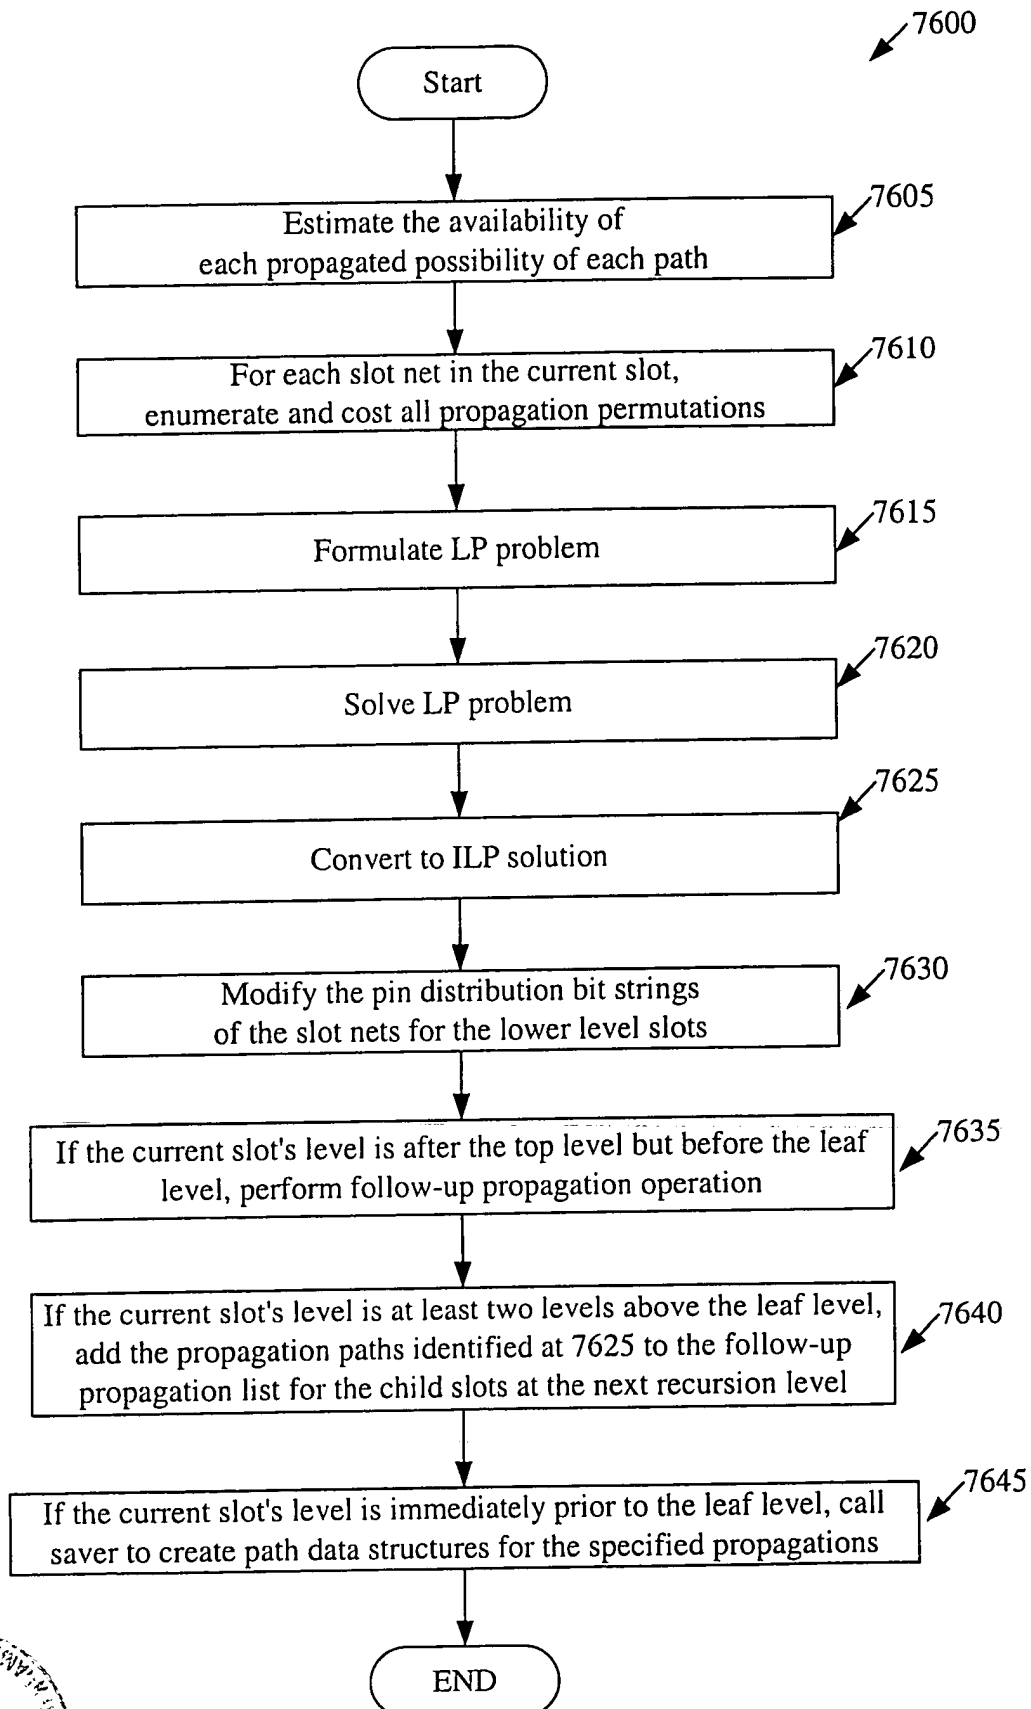 7600
Start
7605
Estimate the availability of
each propagated possibility of each path
7610
For each slot net in the current slot,
enumerate and cost all propagation permutations
7615
Formulate LP problem
7620
Solve LP problem
7625
Convert to ILP solution
7630
Modify the pin distribution bit strings
of the slot nets for the lower level slots
7635
If the current slot's level is after the top level but before the leaf
level, perform follow-up propagation operation
7640
If the current slot's level is at least two levels above the leaf level,
add the propagation paths identified at 7625 to the follow-up
propagation list for the child slots at the next recursion level
7645
If the current slot's level is immediately prior to the leaf level, call
saver to create path data structures for the specified propagations
END